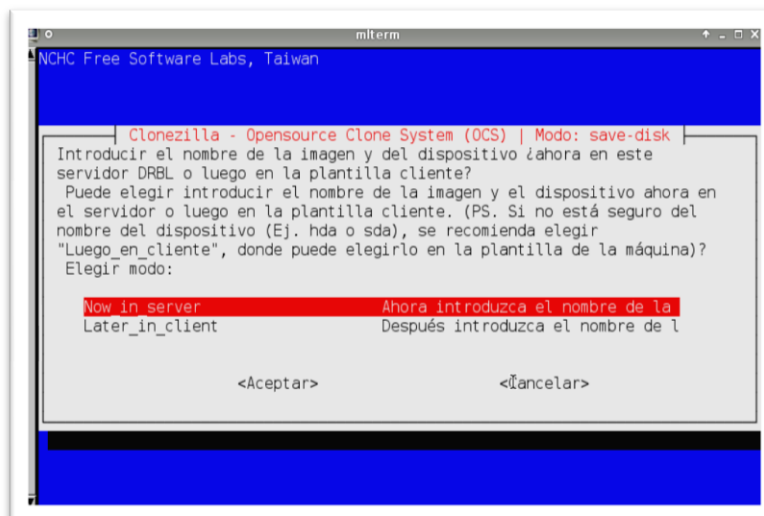 mlterm
NCHC Free Software Labs, Taiwan
Clonezilla - Opensource Clone System (OCS) | Modo: save-disk
Introducir el nombre de la imagen y del dispositivo ¿ahora en este
servidor DRBL o luego en la plantilla cliente?
Puede elegir introducir el nombre de la imagen y el dispositivo ahora en
el servidor o luego en la plantilla cliente. (PS. Si no está seguro del
nombre del dispositivo (Ej. hda o sda), se recomienda elegir
"Luego_en_cliente", donde puede elegirlo en la plantilla de la máquina)?
Elegir modo:
Now_in_server Ahora introduzca el nombre de la
Later_in_client Después introduzca el nombre de l
<Aceptar> <Cancelar>